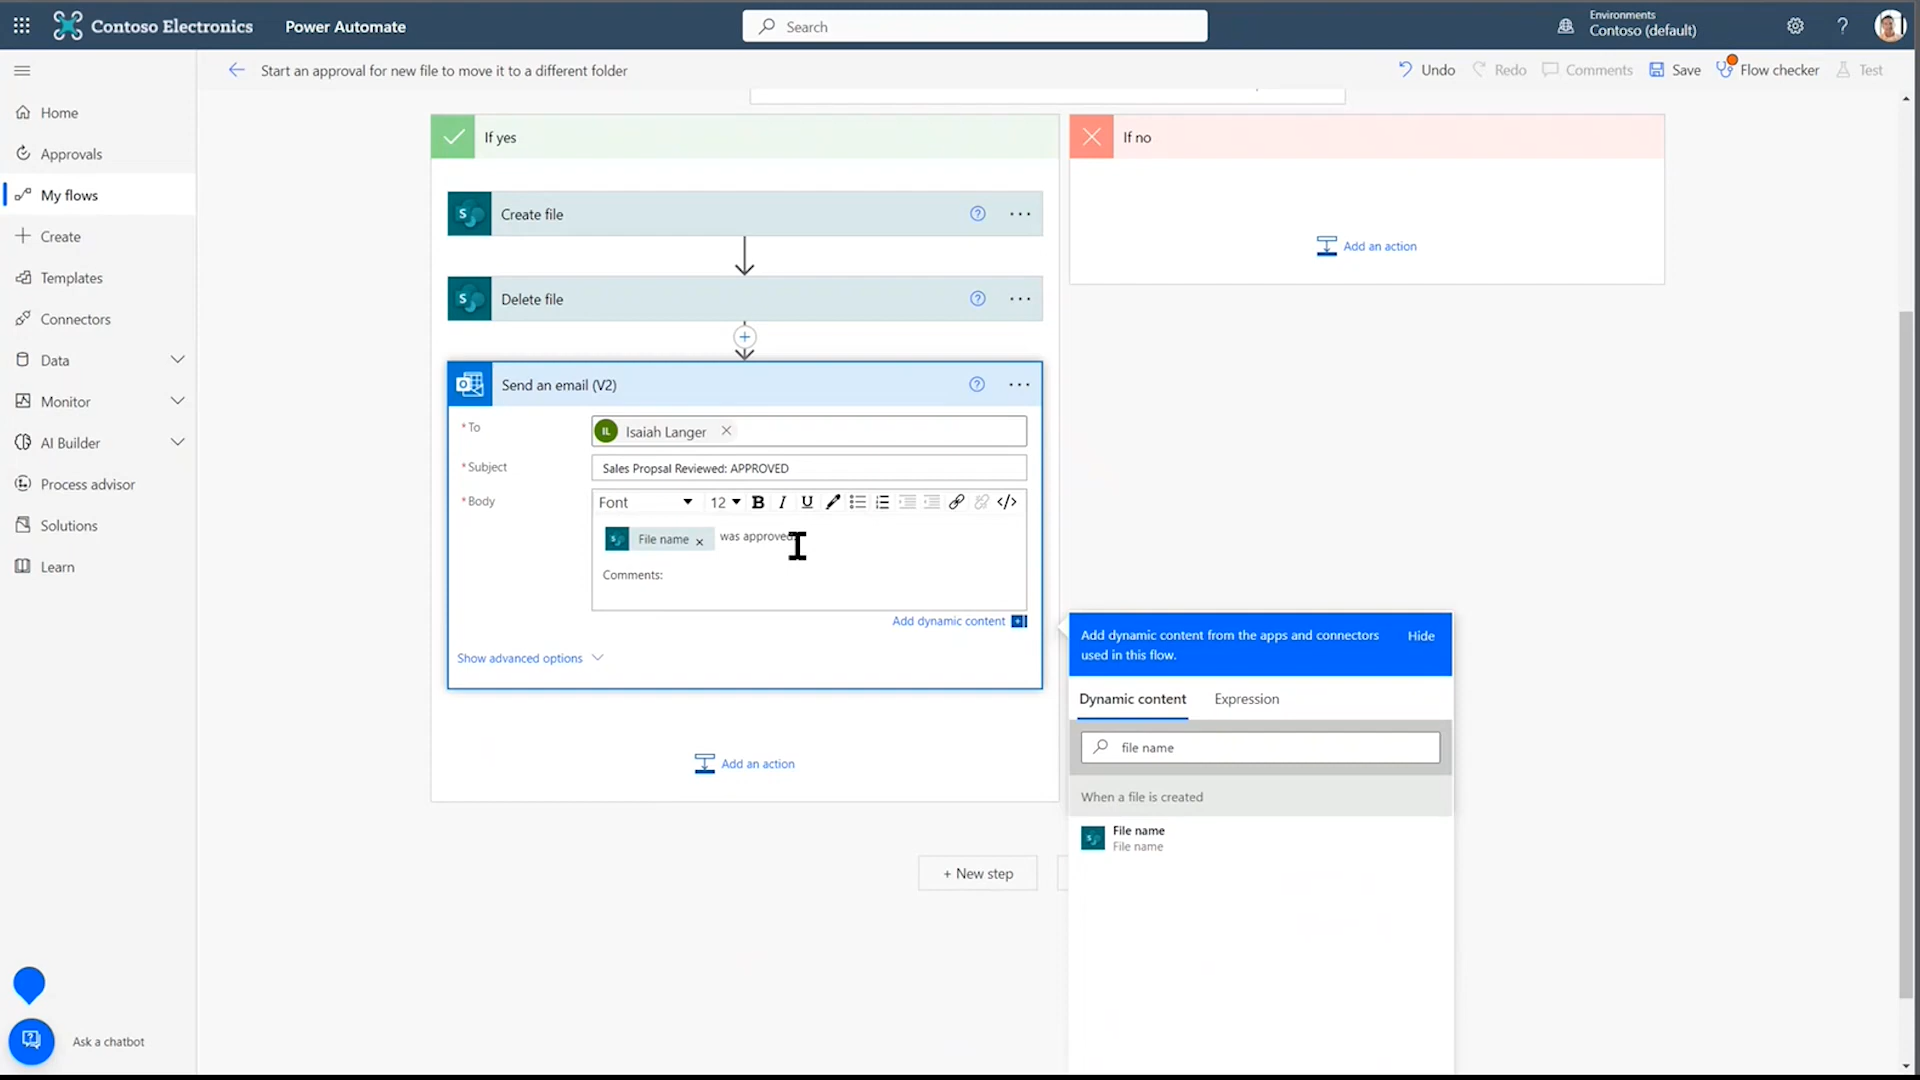 Contoso Electronics
Power Automate
Search
Environments
Contoso (default)
?
Start an approval for new file to move it to a different folder
Undo
Redo
Comments
Save
Flow checker
Test
Home
Approvals
My flows
Create
Templates
Connectors
Data
Monitor
AI Builder
Process advisor
Solutions
Learn
Ask a chatbot
If yes
S Create file ? ...
S Delete file ? ...
Send an email (V2) ? ...
* To
IL Isaiah Langer ×
* Subject
Sales Propsal Reviewed: APPROVED
* Body
Font 12 B I U </>
S File name × was approved.
Comments:
Add dynamic content
Show advanced options
Add an action
If no
Add an action
+ New step
Add dynamic content from the apps and connectors
used in this flow.
Hide
Dynamic content
Expression
file name
When a file is created
S File name
File name